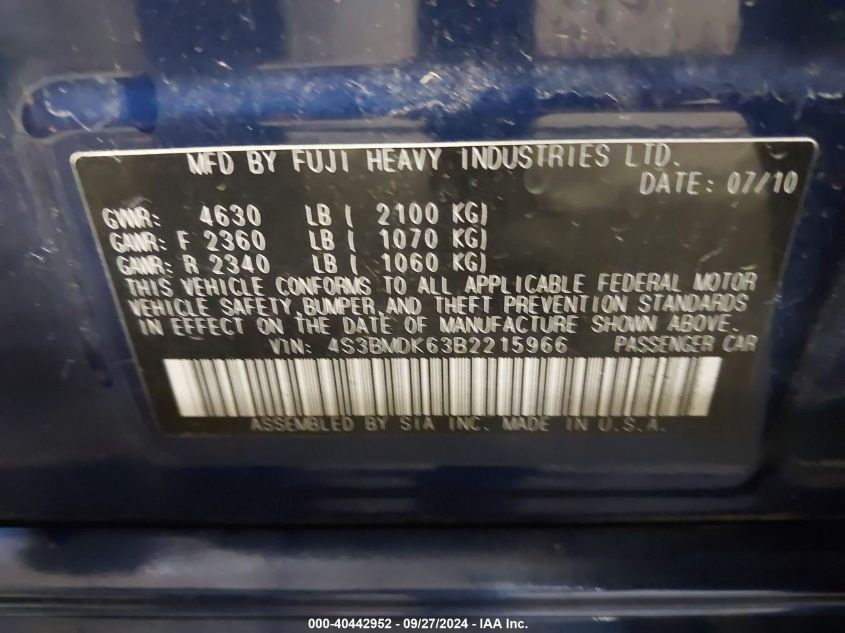 MFD BY FUJI HEAVY INDUSTRIES LTD.
DATE: 07/10
GVWR: 4630 LB ( 2100 KG)
GAWR: F 2360 LB ( 1070 KG)
GAWR: R 2340 LB ( 1060 KG)
THIS VEHICLE CONFORMS TO ALL APPLICABLE FEDERAL MOTOR
VEHICLE SAFETY,BUMPER,AND THEFT PREVENTION STANDARDS
IN EFFECT ON THE DATE OF MANUFACTURE SHOWN ABOVE.
VIN: 4S3BMDK63B2215966 PASSENGER CAR
ASSEMBLED BY SIA INC. MADE IN U.S.A.
000-40442952 - 09/27/2024 - IAA Inc.